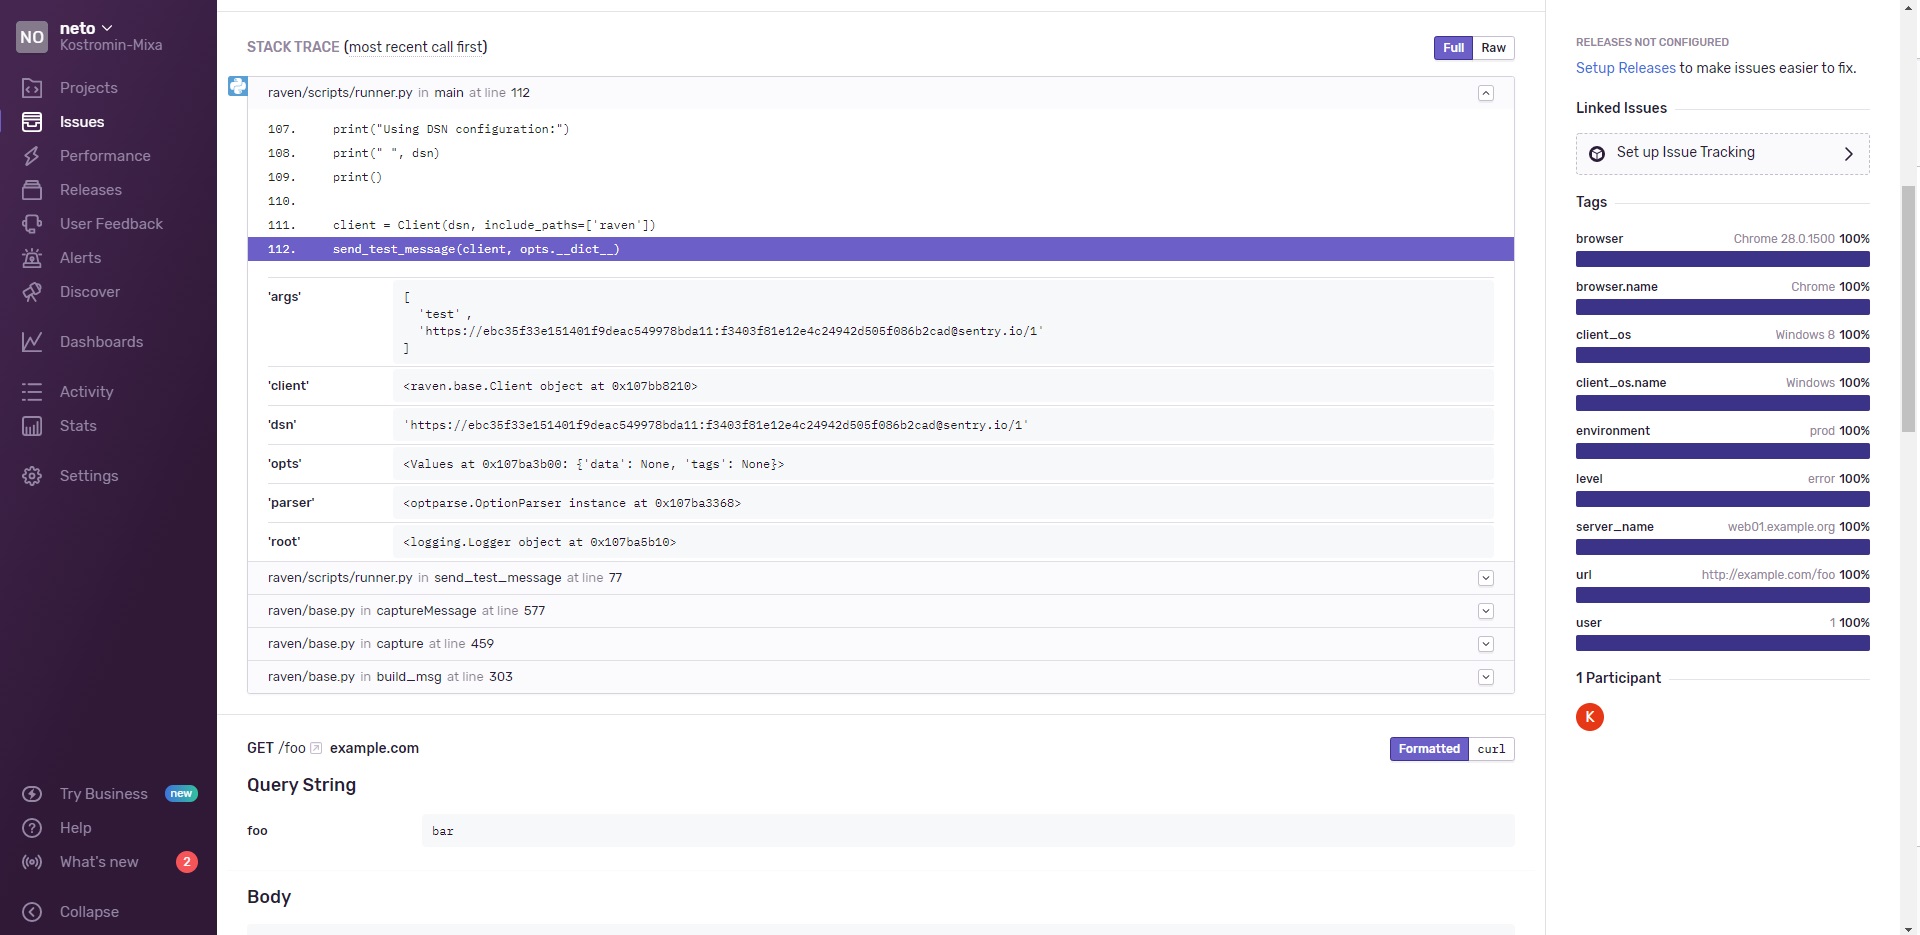 NO
neto
Kostromin-Mixa
Projects
Issues
Performance
Releases
User Feedback
Alerts
Discover
Dashboards
Activity
Stats
Settings
Try Business new
Help
What's new 2
Collapse
STACK TRACE (most recent call first)
Full Raw
raven/scripts/runner.py in main at line 112
107. print("Using DSN configuration:")
108. print(" ", dsn)
109. print()
110.
111. client = Client(dsn, include_paths=['raven'])
112. send_test_message(client, opts.__dict__)
'args' [
'test' ,
'https://ebc35f33e151401f9deac549978bda11:f3403f81e12e4c24942d505f086b2cad@sentry.io/1'
]
'client' <raven.base.Client object at 0x107bb8210>
'dsn' 'https://ebc35f33e151401f9deac549978bda11:f3403f81e12e4c24942d505f086b2cad@sentry.io/1'
'opts' <Values at 0x107ba3b00: {'data': None, 'tags': None}>
'parser' <optparse.OptionParser instance at 0x107ba3368>
'root' <logging.Logger object at 0x107ba5b10>
raven/scripts/runner.py in send_test_message at line 77
raven/base.py in captureMessage at line 577
raven/base.py in capture at line 459
raven/base.py in build_msg at line 303
GET /foo example.com
Formatted curl
Query String
foo bar
Body
RELEASES NOT CONFIGURED
Setup Releases to make issues easier to fix.
Linked Issues
Set up Issue Tracking
Tags
browser Chrome 28.0.1500 100%
browser.name Chrome 100%
client_os Windows 8 100%
client_os.name Windows 100%
environment prod 100%
level error 100%
server_name web01.example.org 100%
url http://example.com/foo 100%
user 1 100%
1 Participant
K